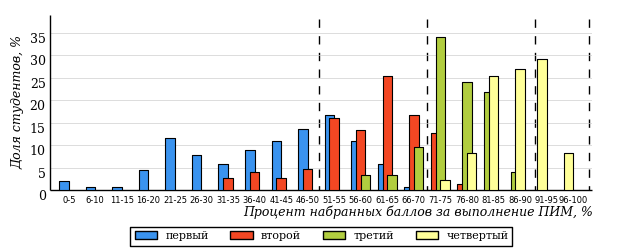 Доля студентов, %
35
30
25
20
15
10
5
0
0-5 6-10 11-15 16-20 21-25 26-30 31-35 36-40 41-45 46-50 51-55 56-60 61-65 66-70 71-75 76-80 81-85 86-90 91-95 96-100
Процент набранных баллов за выполнение ПИМ, %
первый второй третий четвертый